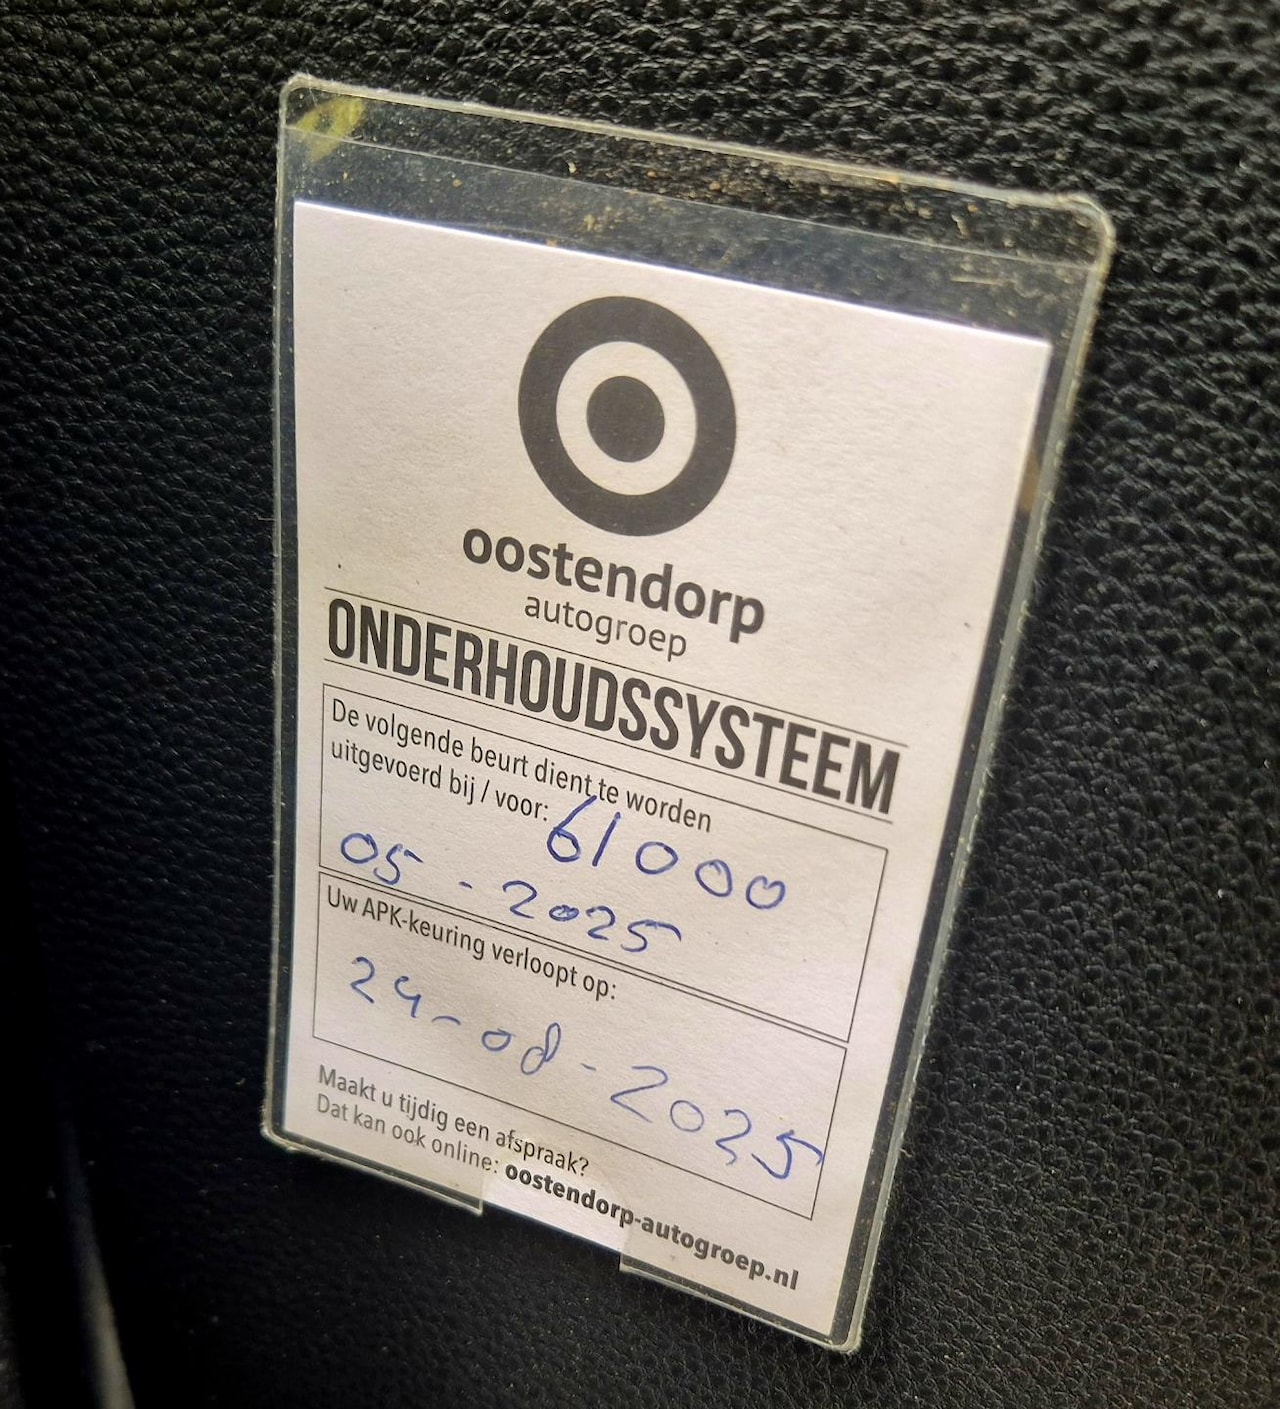 oostendorp
autogroep
ONDERHOUDSSYSTEEM
De volgende beurt dient te worden
uitgevoerd bij / voor: 61000
05 - 2025
Uw APK-keuring verloopt op:
24-08-2025
Maakt u tijdig een afspraak?
Dat kan ook online: oostendorp-autogroep.nl